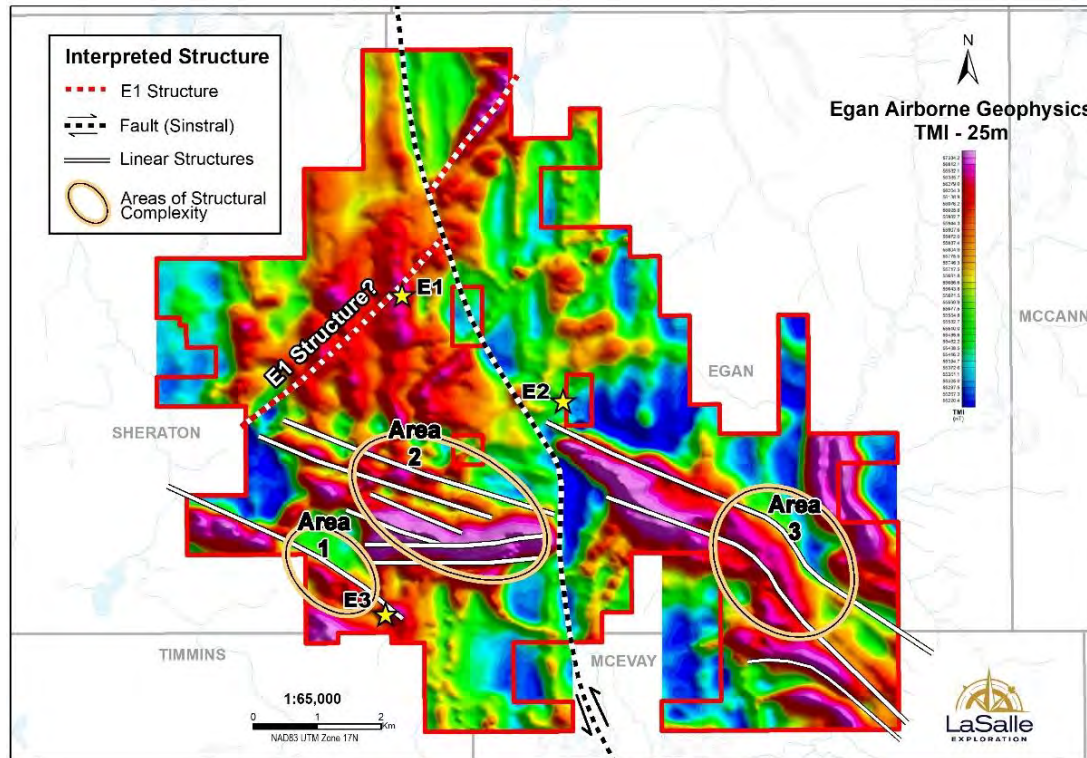 Interpreted Structure
E1 Structure
Fault (Sinstral)
Linear Structures
Areas of Structural
Complexity
N
Egan Airborne Geophysics
TMI - 25m
TMI
(nT)
E1
E1 Structure?
E2
EGAN
MCCANN
SHERATON
Area
2
Area
1
Area
3
E3
TIMMINS
MCEVAY
1:65,000
0 1 2
Km
NAD83 UTM Zone 17N
LaSalle
EXPLORATION